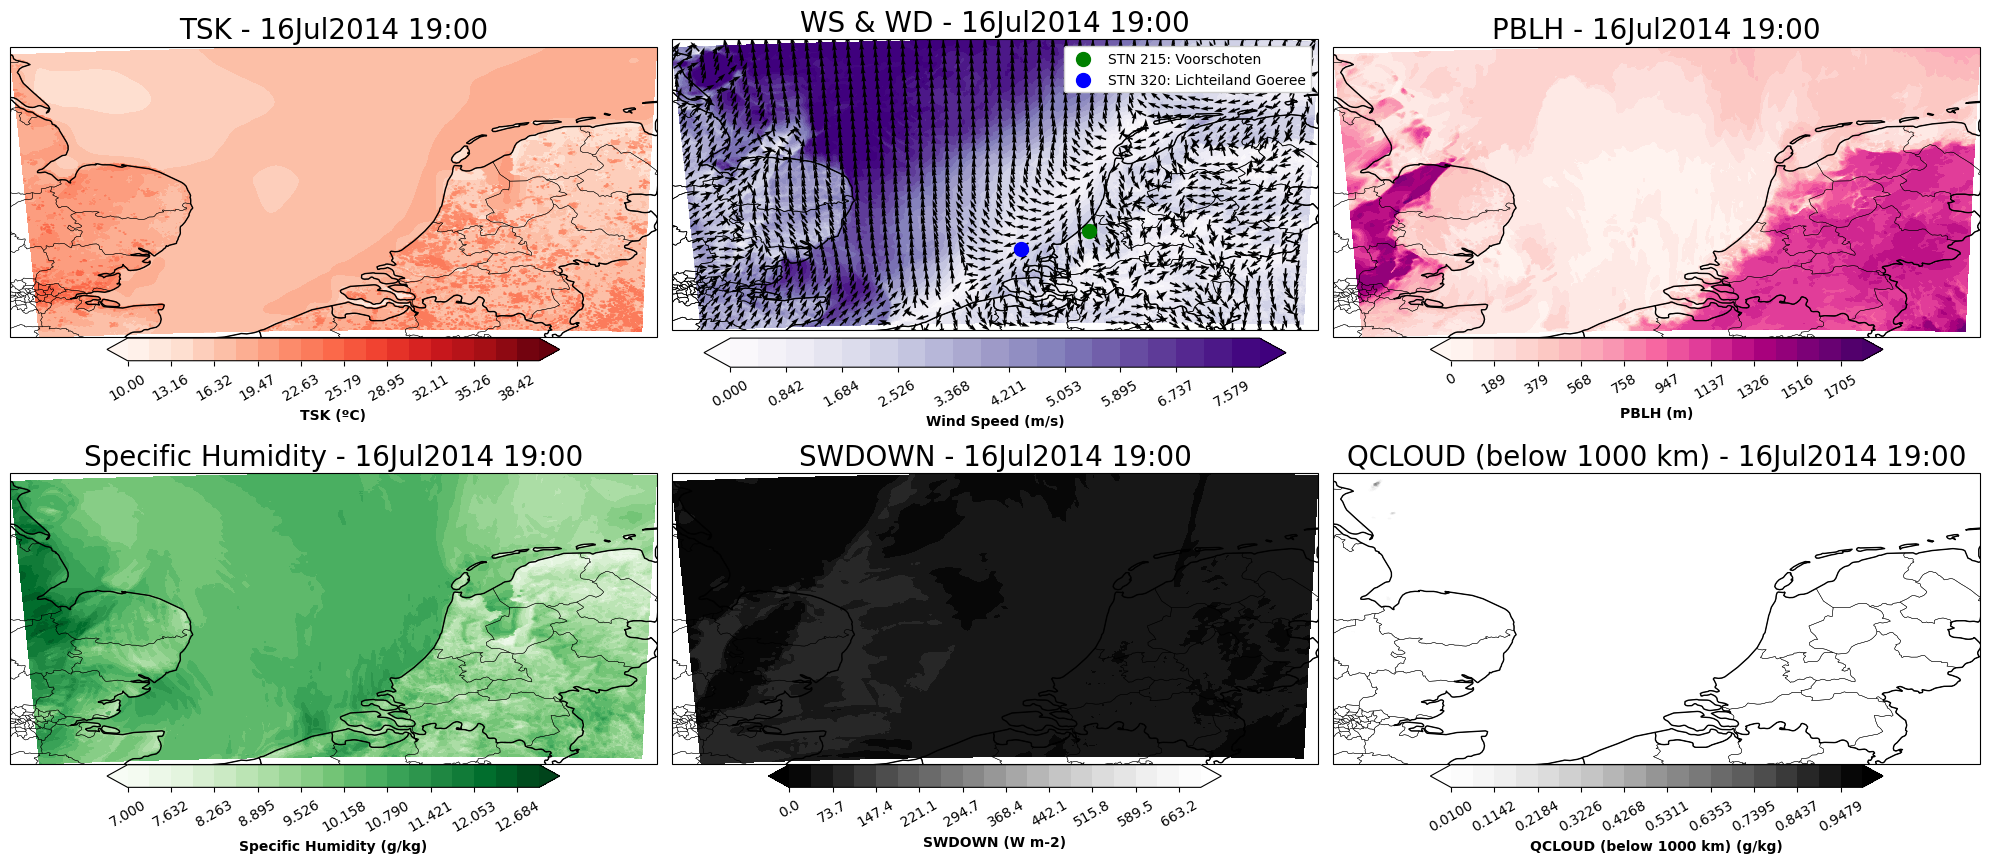 TSK - 16Jul2014 19:00
WS & WD - 16Jul2014 19:00
PBLH - 16Jul2014 19:00
STN 215: Voorschoten
STN 320: Lichteiland Goeree
10.00 13.16 16.32 19.47 22.63 25.79 28.95 32.11 35.26 38.42
TSK (ºC)
0.000 0.842 1.684 2.526 3.368 4.211 5.053 5.895 6.737 7.579
Wind Speed (m/s)
0 189 379 568 758 947 1137 1326 1516 1705
PBLH (m)
Specific Humidity - 16Jul2014 19:00
SWDOWN - 16Jul2014 19:00
QCLOUD (below 1000 km) - 16Jul2014 19:00
7.000 7.632 8.263 8.895 9.526 10.158 10.790 11.421 12.053 12.684
Specific Humidity (g/kg)
0.0 73.7 147.4 221.1 294.7 368.4 442.1 515.8 589.5 663.2
SWDOWN (W m-2)
0.0100 0.1142 0.2184 0.3226 0.4268 0.5311 0.6353 0.7395 0.8437 0.9479
QCLOUD (below 1000 km) (g/kg)